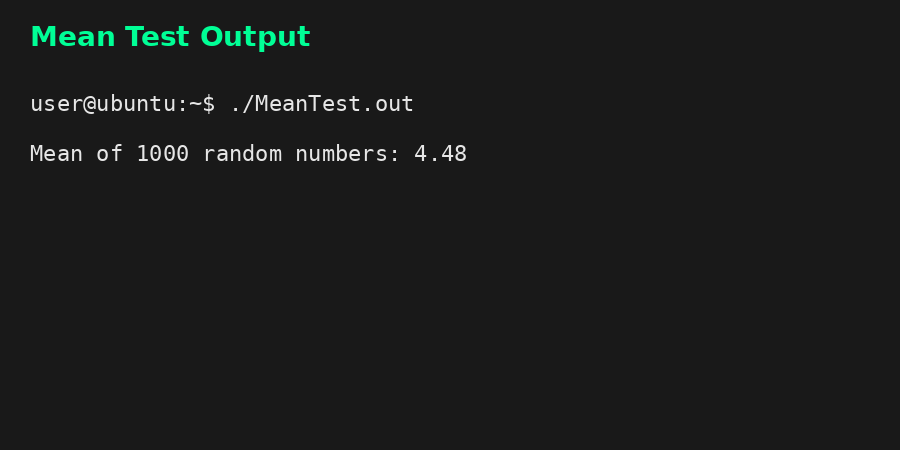 Mean Test Output
user@ubuntu:~$ ./MeanTest.out
Mean of 1000 random numbers: 4.48